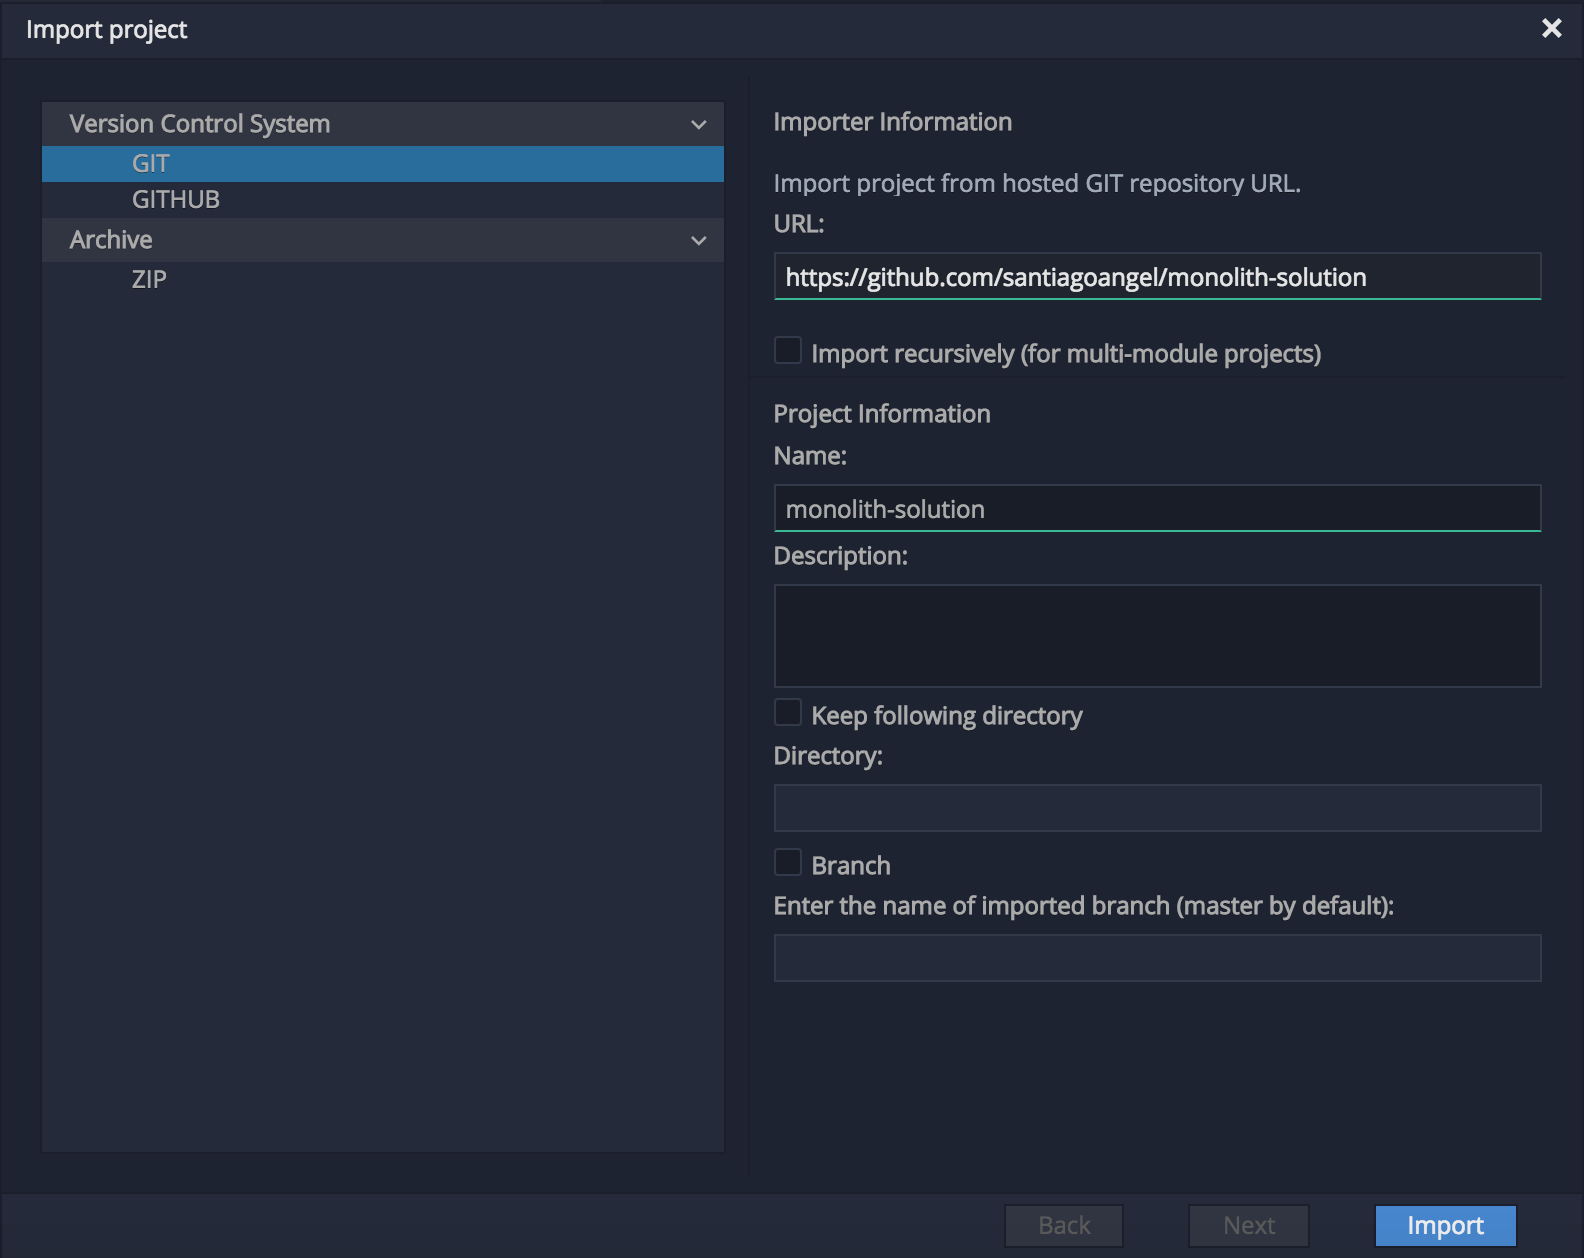 Import project
Version Control System
GIT
GITHUB
Archive
ZIP
Importer Information
Import project from hosted GIT repository URL.
URL:
https://github.com/santiagoangel/monolith-solution
Import recursively (for multi-module projects)
Project Information
Name:
monolith-solution
Description:
Keep following directory
Directory:
Branch
Enter the name of imported branch (master by default):
Back
Next
Import